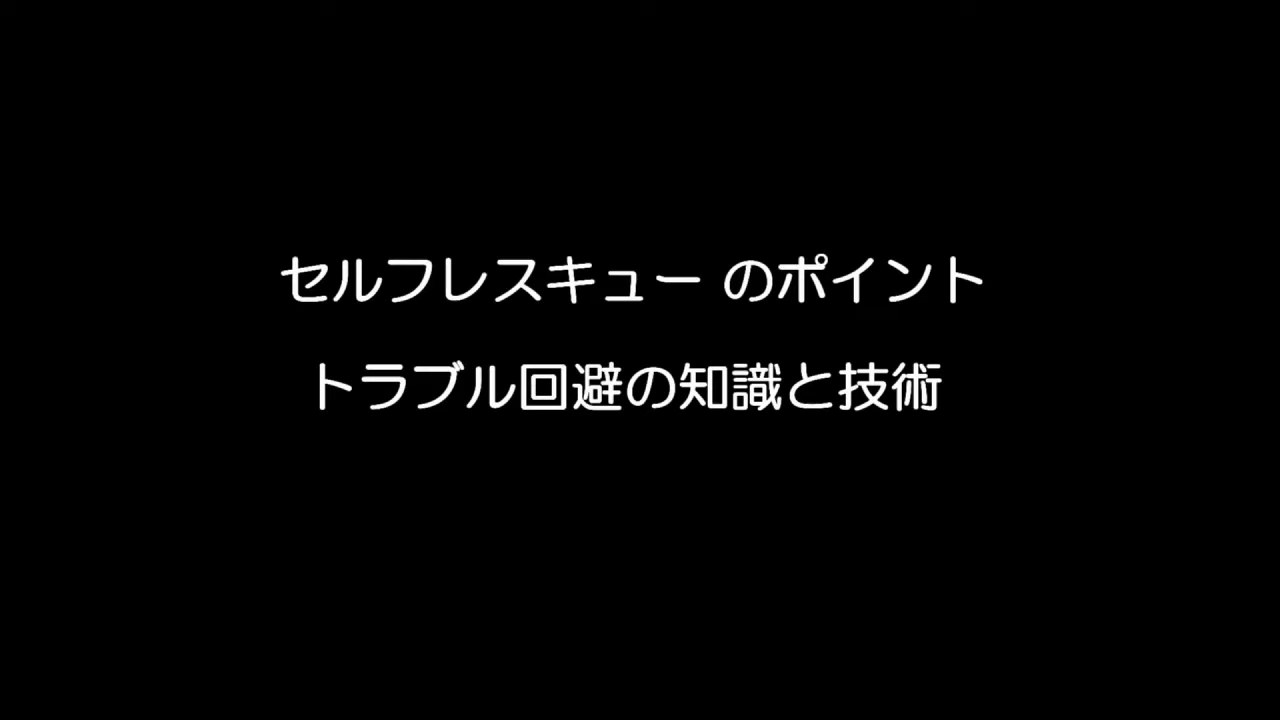 セルフレスキュー のポイント
トラブル回避の知識と技術